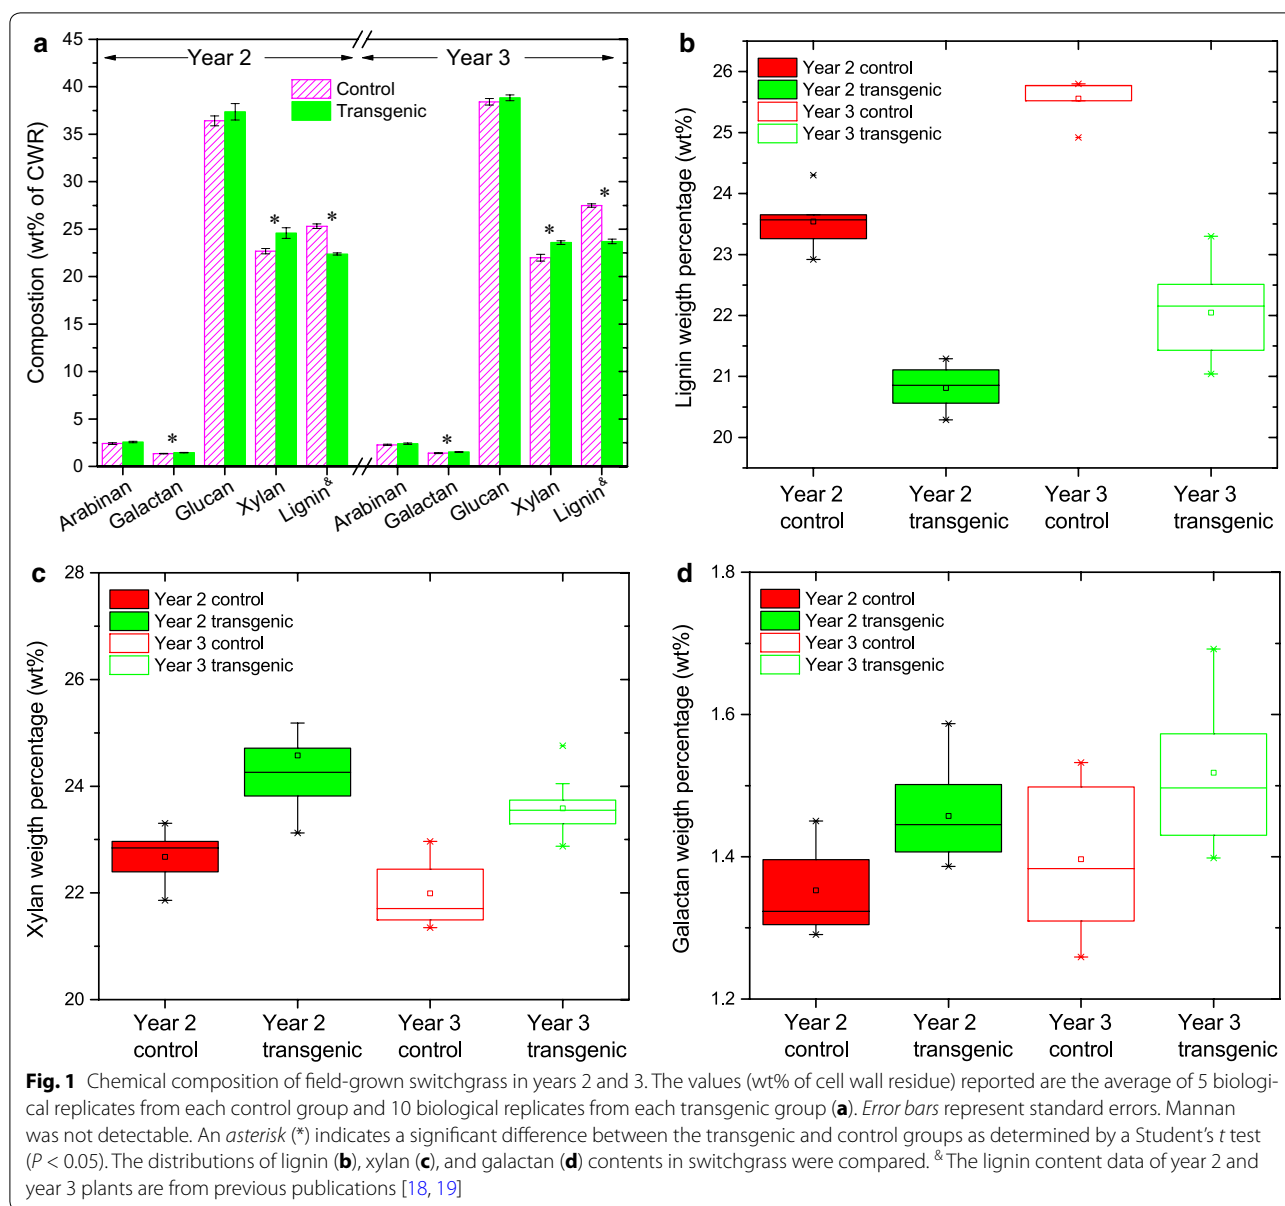 a
Compostion (wt% of CWR)
45
40
35
30
25
20
15
10
5
0
Year 2
Year 3
Control
Transgenic
*
*
*
*
*
*
Arabinan
Galactan
Glucan
Xylan
Lignin&
Arabinan
Galactan
Glucan
Xylan
Lignin&
b
Lignin weigth percentage (wt%)
26
25
24
23
22
21
20
Year 2 control
Year 2 transgenic
Year 3 control
Year 3 transgenic
Year 2 control
Year 2 transgenic
Year 3 control
Year 3 transgenic
c
Xylan weigth percentage (wt%)
28
26
24
22
20
Year 2 control
Year 2 transgenic
Year 3 control
Year 3 transgenic
Year 2 control
Year 2 transgenic
Year 3 control
Year 3 transgenic
d
Galactan weigth percentage (wt%)
1.8
1.6
1.4
1.2
Year 2 control
Year 2 transgenic
Year 3 control
Year 3 transgenic
Year 2 control
Year 2 transgenic
Year 3 control
Year 3 transgenic
Fig. 1 Chemical composition of field-grown switchgrass in years 2 and 3. The values (wt% of cell wall residue) reported are the average of 5 biologi-
cal replicates from each control group and 10 biological replicates from each transgenic group (a). Error bars represent standard errors. Mannan
was not detectable. An asterisk (*) indicates a significant difference between the transgenic and control groups as determined by a Student's t test
(P < 0.05). The distributions of lignin (b), xylan (c), and galactan (d) contents in switchgrass were compared. & The lignin content data of year 2 and
year 3 plants are from previous publications [18, 19]